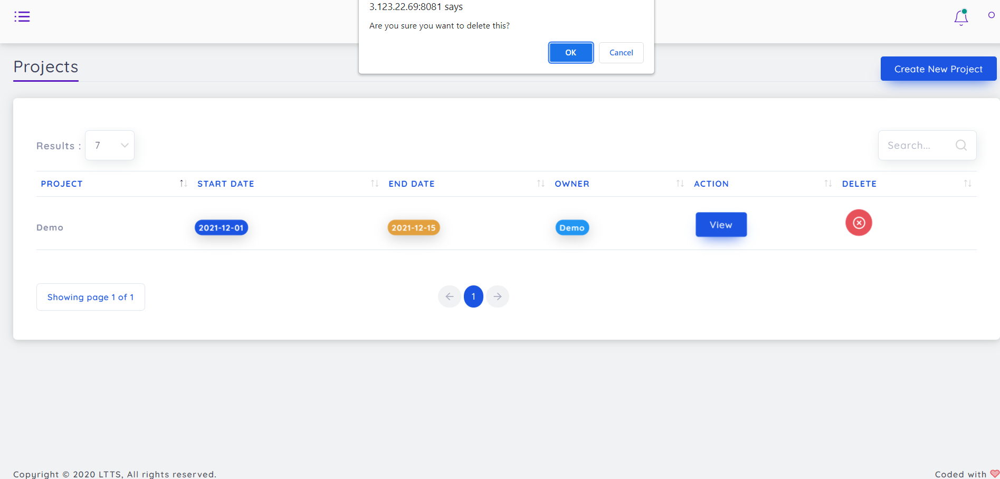 3.123.22.69:8081 says
Are you sure you want to delete this?
OK Cancel
Projects
Create New Project
Results : 7
Search...
PROJECT START DATE END DATE OWNER ACTION DELETE
Demo 2021-12-01 2021-12-15 Demo View
Showing page 1 of 1
1
Copyright © 2020 LTTS, All rights reserved.
Coded with